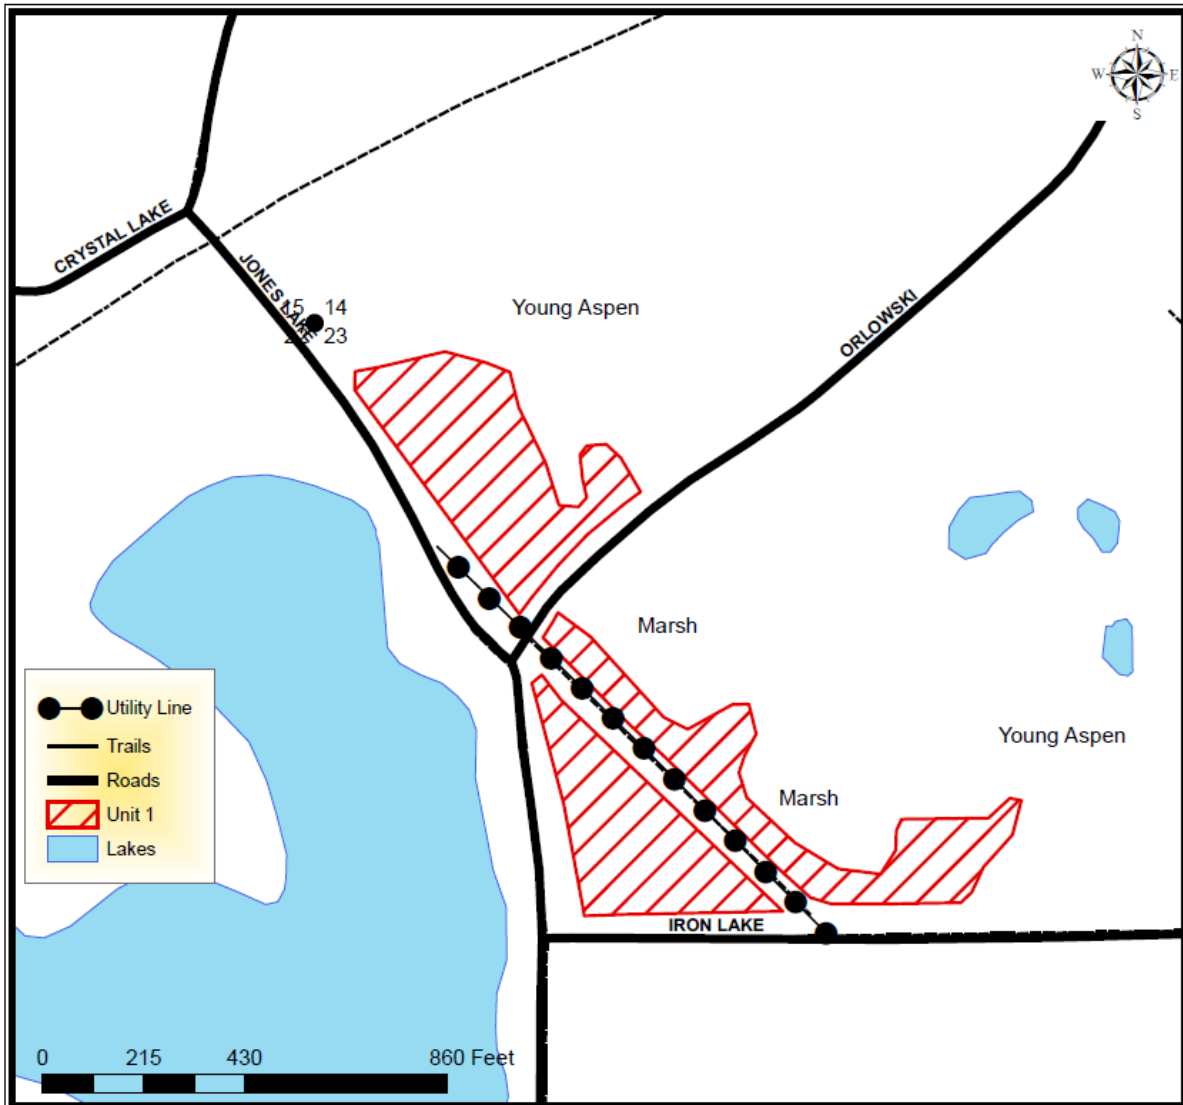 N
W E
S
CRYSTAL LAKE
JONES LAKE
15 14
23
Young Aspen
ORLOWSKI
Marsh
Young Aspen
Marsh
IRON LAKE
Utility Line
Trails
Roads
Unit 1
Lakes
0 215 430 860 Feet